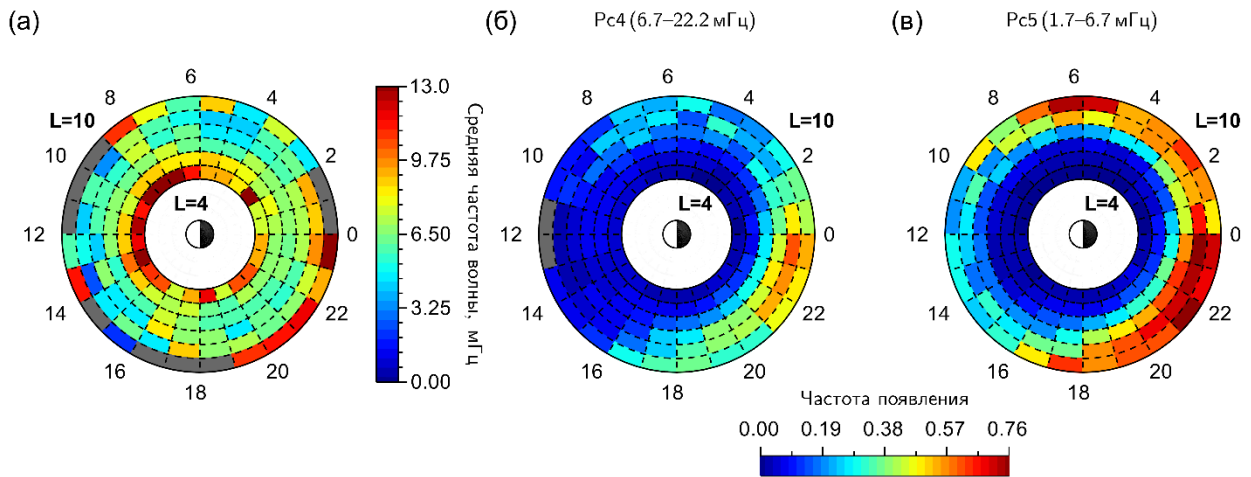 (а)
6
8
4
L=10
10
2
L=4
12
0
14
22
16
20
18
13.0
9.75
6.50
3.25
0.00
Средняя частота волны, мГц
(б)
Pc4 (6.7–22.2 мГц)
6
8
4
L=10
10
2
L=4
12
0
14
22
16
20
18
(в)
Pc5 (1.7–6.7 мГц)
6
8
4
L=10
10
2
L=4
12
0
14
22
16
20
18
Частота появления
0.00 0.19 0.38 0.57 0.76